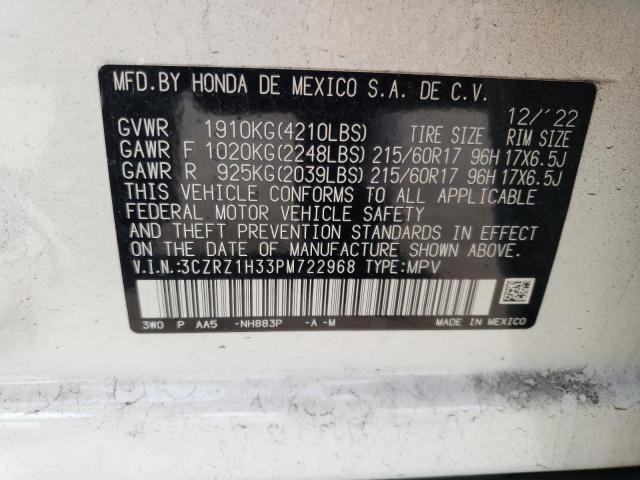 MFD.BY HONDA DE MEXICO S.A. DE C.V.
12/'22
GVWR 1910KG(4210LBS) TIRE SIZE RIM SIZE
GAWR F 1020KG(2248LBS) 215/60R17 96H 17X6.5J
GAWR R 925KG(2039LBS) 215/60R17 96H 17X6.5J
THIS VEHICLE CONFORMS TO ALL APPLICABLE
FEDERAL MOTOR VEHICLE SAFETY
AND THEFT PREVENTION STANDARDS IN EFFECT
ON THE DATE OF MANUFACTURE SHOWN ABOVE.
V.I.N.:3CZRZ1H33PM722968 TYPE:MPV
3W0 P AA5 -NH883P -A -M MADE IN MEXICO